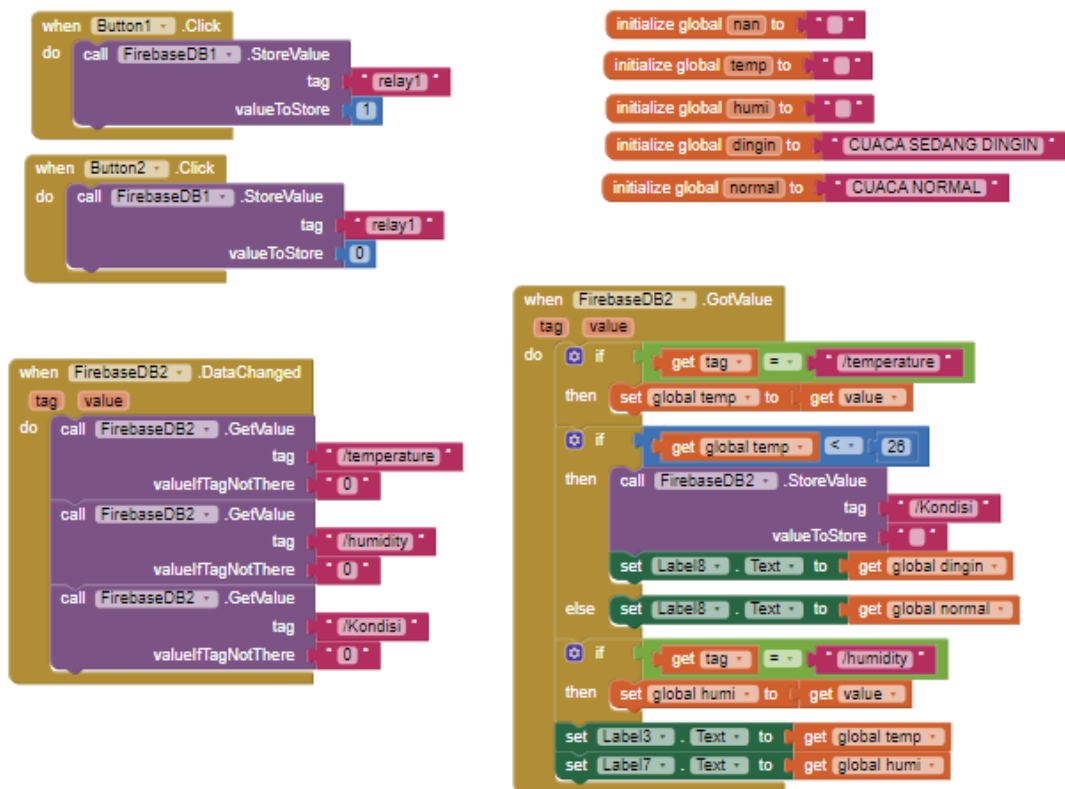 when Button1 .Click
do call FirebaseDB1 .StoreValue
tag " relay1 "
valueToStore 1
when Button2 .Click
do call FirebaseDB1 .StoreValue
tag " relay1 "
valueToStore 0
initialize global nan to " "
initialize global temp to " "
initialize global humi to " "
initialize global dingin to " CUACA SEDANG DINGIN "
initialize global normal to " CUACA NORMAL "
when FirebaseDB2 .DataChanged
tag value
do call FirebaseDB2 .GetValue
tag " /temperature "
valueIfTagNotThere " 0 "
call FirebaseDB2 .GetValue
tag " /humidity "
valueIfTagNotThere " 0 "
call FirebaseDB2 .GetValue
tag " /Kondisi "
valueIfTagNotThere " 0 "
when FirebaseDB2 .GotValue
tag value
do if get tag = " /temperature "
then set global temp to get value
if get global temp < 26
then call FirebaseDB2 .StoreValue
tag " /Kondisi "
valueToStore " "
set Label8 . Text to get global dingin
else set Label8 . Text to get global normal
if get tag = " /humidity "
then set global humi to get value
set Label3 . Text to get global temp
set Label7 . Text to get global humi